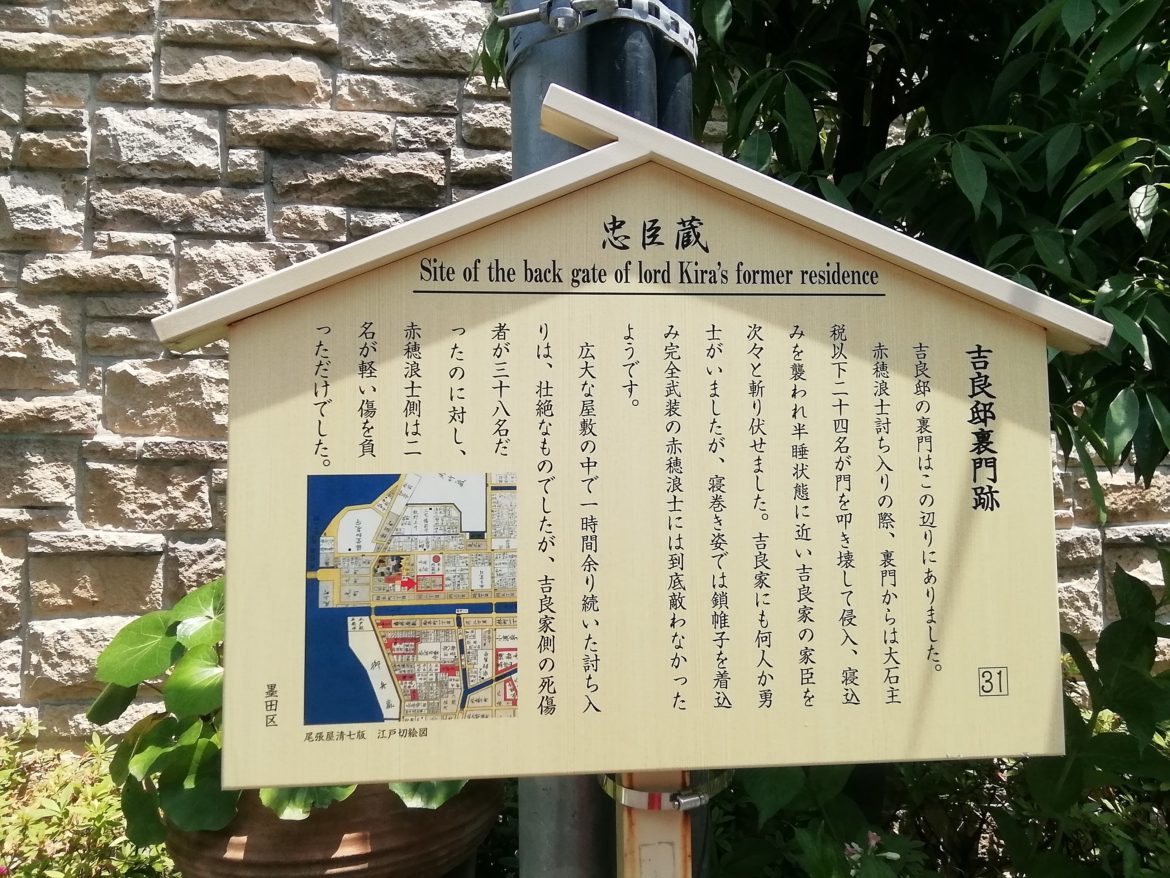 忠臣蔵
Site of the back gate of lord Kira's former residence
吉良邸裏門跡
吉良邸の裏門はこの辺りにありました。
赤穂浪士討ち入りの際、裏門からは大石主
税以下二十四名が門を叩き壊して侵入、寝込
みを襲われ半睡状態に近い吉良家の家臣を
次々と斬り伏せました。吉良家にも何人か勇
士がいましたが、寝巻き姿では鎖帷子を着込
み完全武装の赤穂浪士には到底敵わなかった
ようです。
広大な屋敷の中で一時間余り続いた討ち入
りは、壮絶なものでしたが、吉良家側の死傷
者が三十八名だ
ったのに対し、
赤穂浪士側は二
名が軽い傷を負
っただけでした。
31
尾張屋清七版 江戸切絵図
墨田区